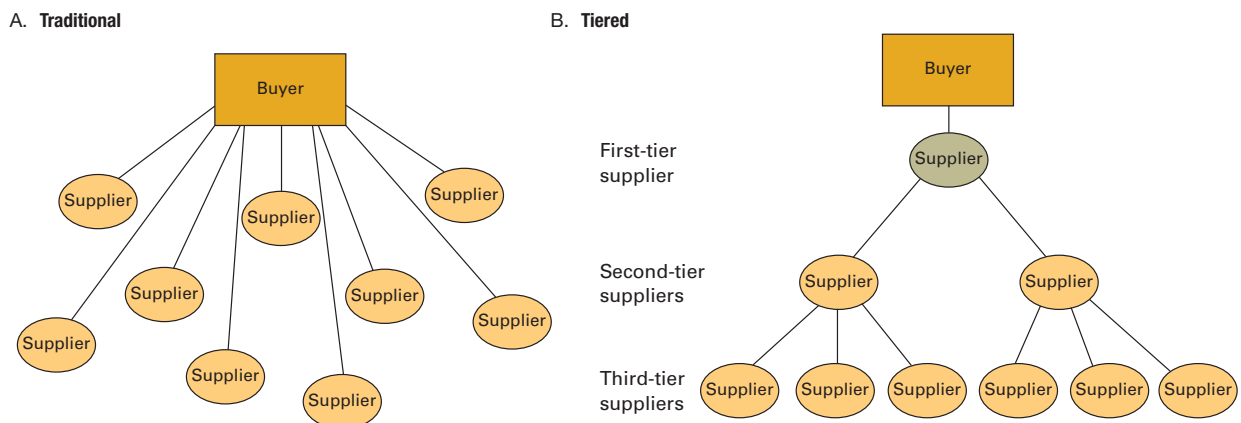 A. Traditional
Buyer
Supplier
Supplier
Supplier
Supplier
Supplier
Supplier
Supplier
Supplier
Supplier
B. Tiered
Buyer
First-tier
supplier
Supplier
Second-tier
suppliers
Supplier
Supplier
Third-tier
suppliers
Supplier
Supplier
Supplier
Supplier
Supplier
Supplier